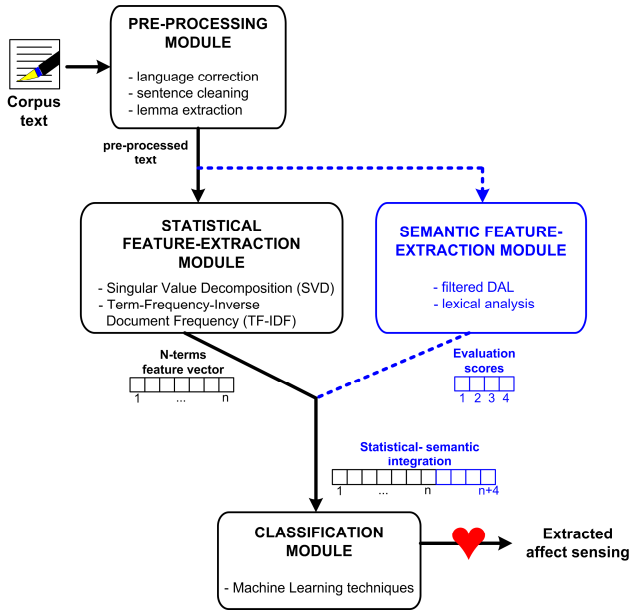 PRE-PROCESSING
MODULE
- language correction
- sentence cleaning
- lemma extraction
Corpus
text
pre-processed
text
STATISTICAL
FEATURE-EXTRACTION
MODULE
- Singular Value Decomposition (SVD)
- Term-Frequency-Inverse
Document Frequency (TF-IDF)
SEMANTIC FEATURE-
EXTRACTION MODULE
- filtered DAL
- lexical analysis
N-terms
feature vector
1 ... n
Evaluation
scores
1 2 3 4
Statistical- semantic
integration
1 ... n n+4
CLASSIFICATION
MODULE
- Machine Learning techniques
Extracted
affect sensing